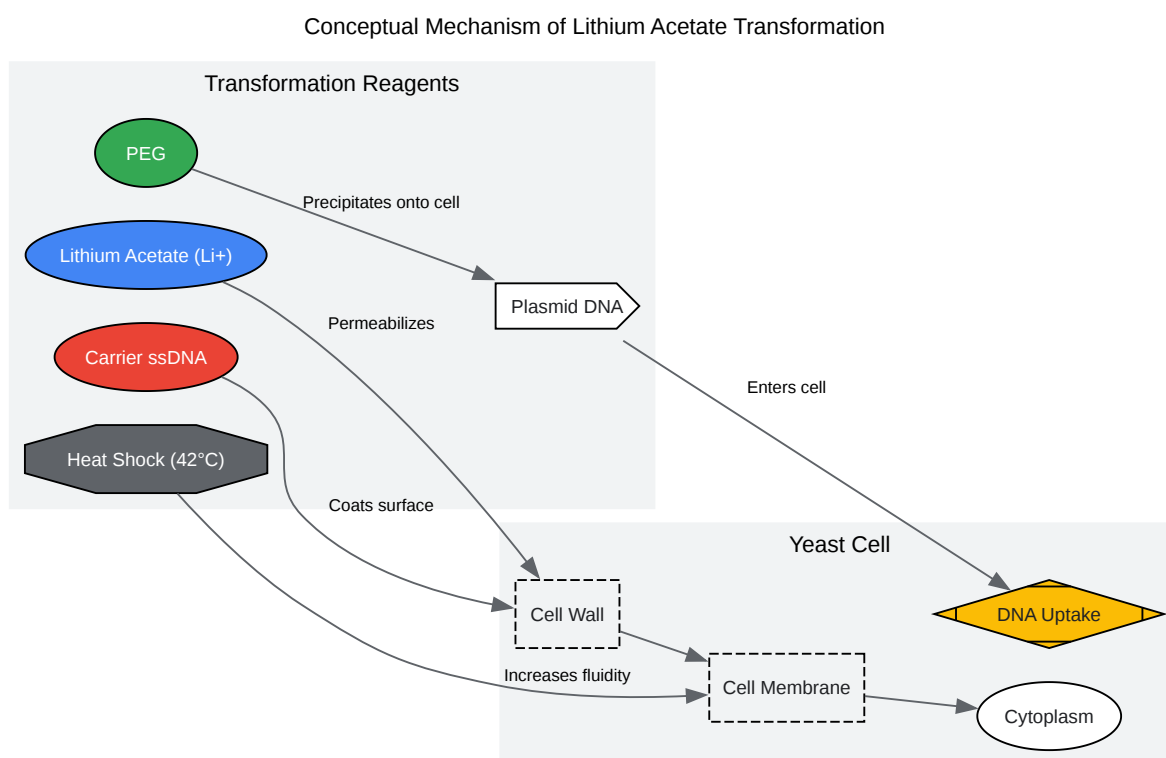 Conceptual Mechanism of Lithium Acetate Transformation
Transformation Reagents
PEG
Precipitates onto cell
Lithium Acetate (Li+)
Plasmid DNA
Permeabilizes
Carrier ssDNA
Enters cell
Heat Shock (42°C)
Coats surface
Yeast Cell
Cell Wall
DNA Uptake
Increases fluidity
Cell Membrane
Cytoplasm